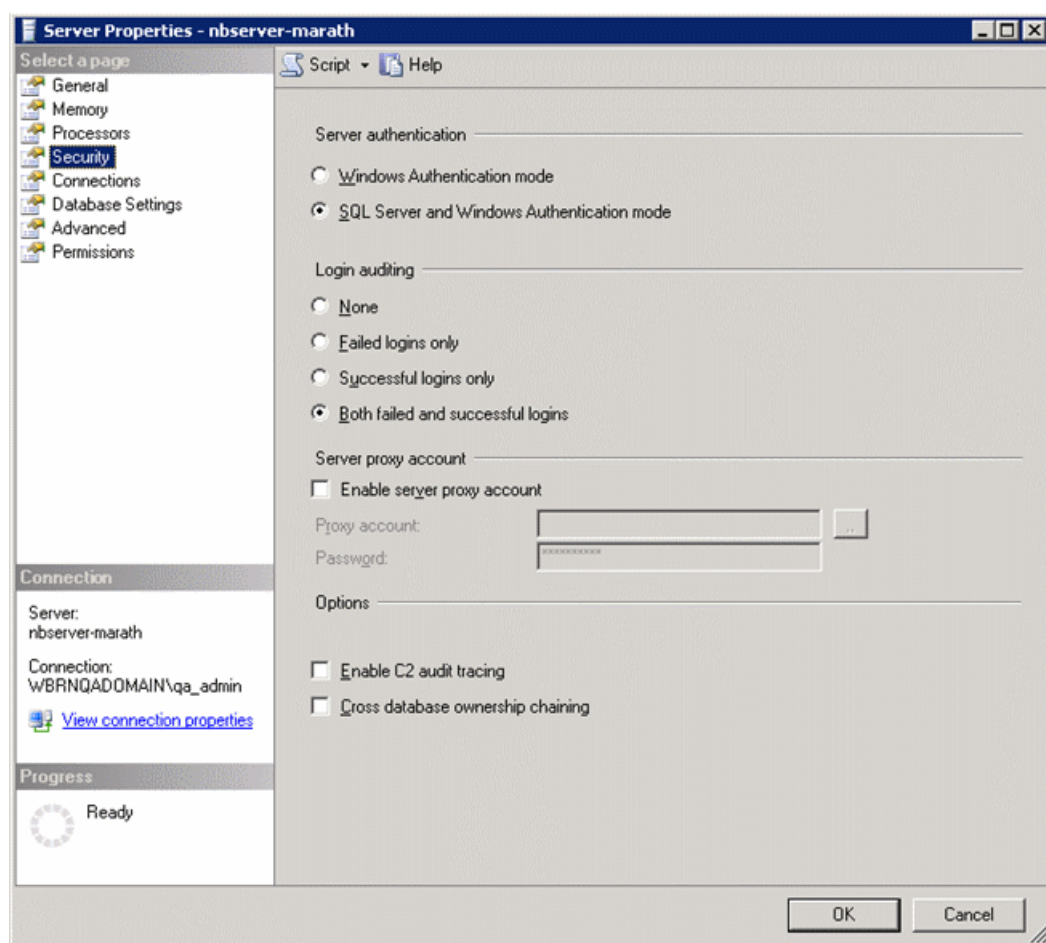 Server Properties - nbserver-marath
Select a page
General
Memory
Processors
Security
Connections
Database Settings
Advanced
Permissions
Connection
Server:
nbserver-marath
Connection:
WBRNQADOMAIN\qa_admin
View connection properties
Progress
Ready
Script
Help
Server authentication
Windows Authentication mode
SQL Server and Windows Authentication mode
Login auditing
None
Failed logins only
Successful logins only
Both failed and successful logins
Server proxy account
Enable server proxy account
Proxy account:
..
Password:
**********
Options
Enable C2 audit tracing
Cross database ownership chaining
OK
Cancel